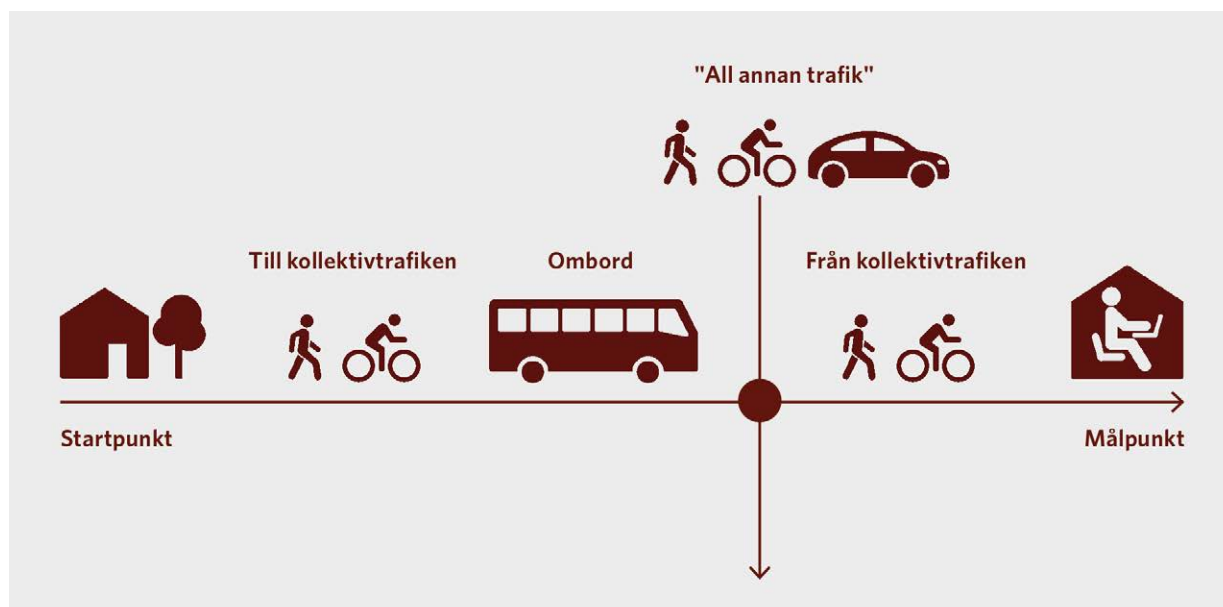 "All annan trafik"
Till kollektivtrafiken
Ombord
Från kollektivtrafiken
Startpunkt
Målpunkt